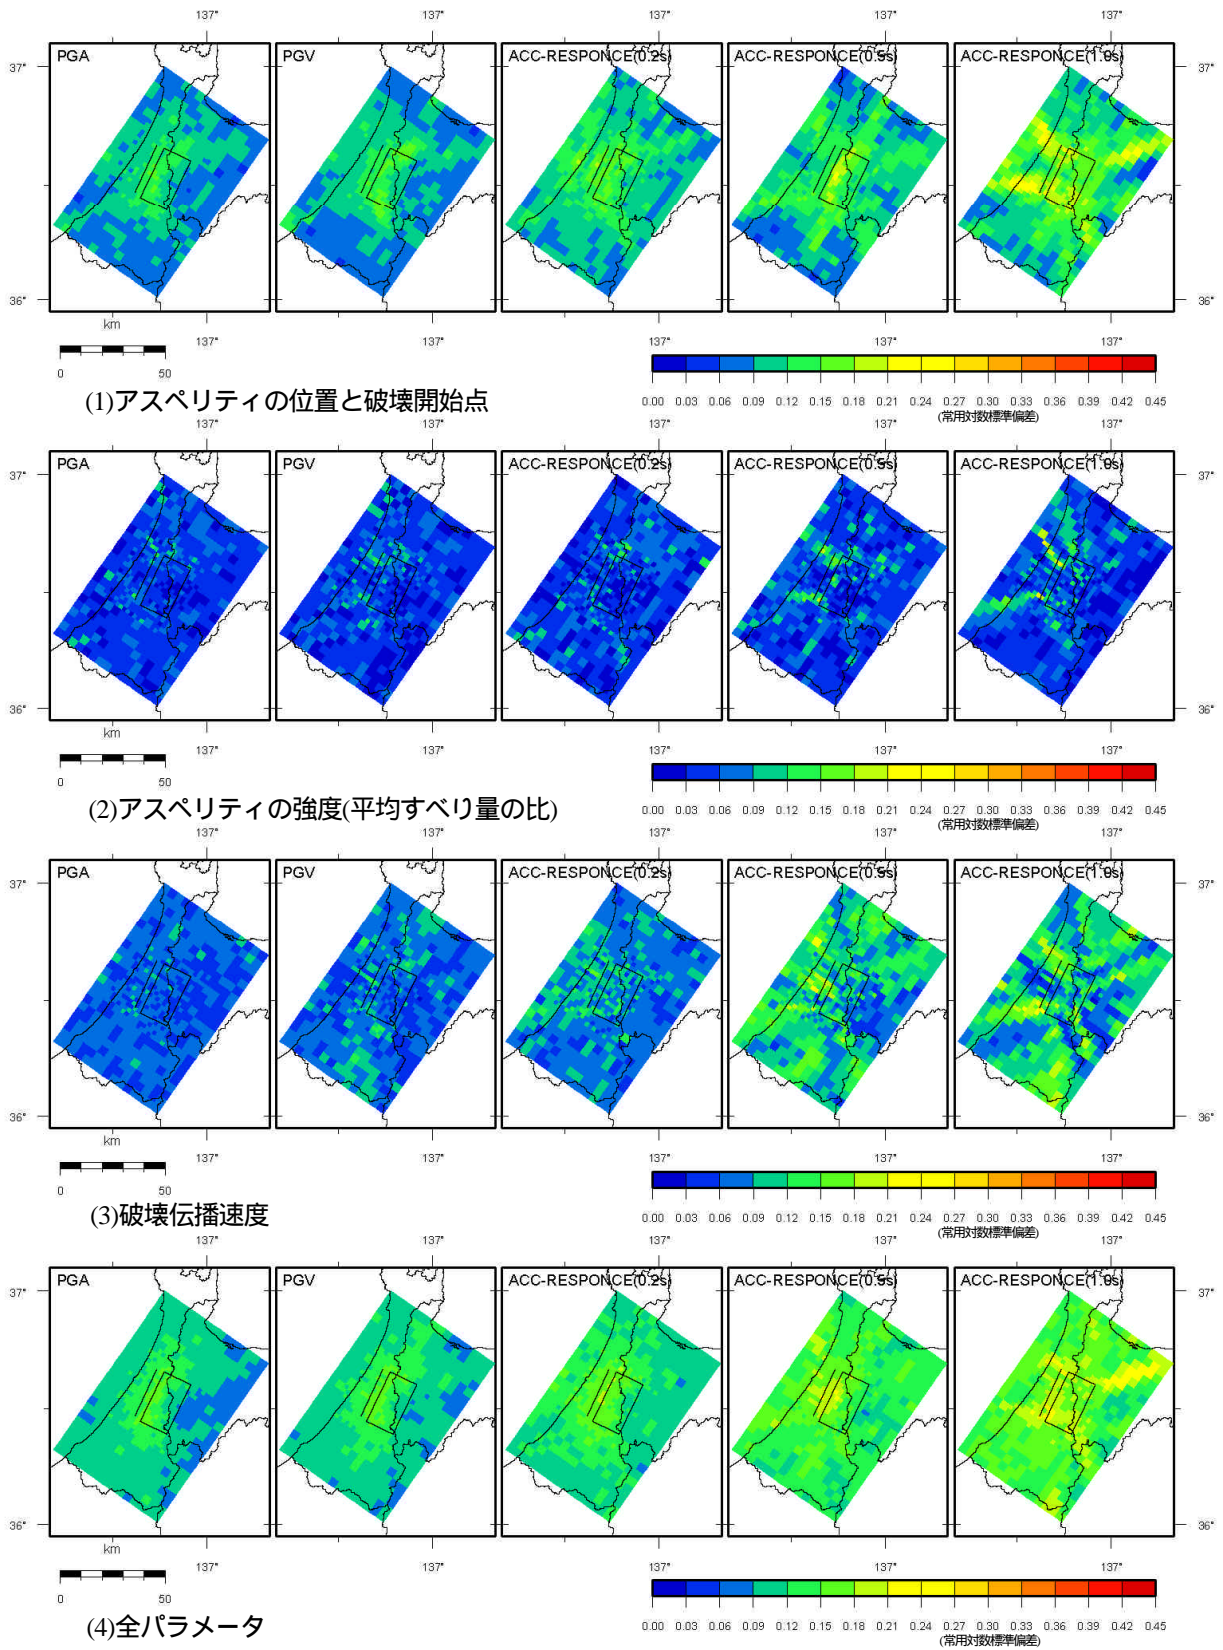 137° 137° 137°
PGA PGV ACC-RESPONCE(0.2s) ACC-RESPONCE(0.5s) ACC-RESPONCE(1.0s)
37° 37°
36° 36°
km 137° 137° 137° 137° 137°
0 50
0.00 0.03 0.06 0.09 0.12 0.15 0.18 0.21 0.24 0.27 0.30 0.33 0.36 0.39 0.42 0.45
(常用対数標準偏差)
(1)アスペリティの位置と破壊開始点
137° 137° 137° 137° 137°
PGA PGV ACC-RESPONCE(0.2s) ACC-RESPONCE(0.5s) ACC-RESPONCE(1.0s)
37° 37°
36° 36°
km 137° 137° 137° 137° 137°
0 50
0.00 0.03 0.06 0.09 0.12 0.15 0.18 0.21 0.24 0.27 0.30 0.33 0.36 0.39 0.42 0.45
(常用対数標準偏差)
(2)アスペリティの強度(平均すべり量の比)
137° 137° 137° 137° 137°
PGA PGV ACC-RESPONCE(0.2s) ACC-RESPONCE(0.5s) ACC-RESPONCE(1.0s)
37° 37°
36° 36°
km 137° 137° 137° 137° 137°
0 50
0.00 0.03 0.06 0.09 0.12 0.15 0.18 0.21 0.24 0.27 0.30 0.33 0.36 0.39 0.42 0.45
(常用対数標準偏差)
(3)破壊伝播速度
137° 137° 137° 137° 137°
PGA PGV ACC-RESPONCE(0.2s) ACC-RESPONCE(0.5s) ACC-RESPONCE(1.0s)
37° 37°
36° 36°
km 137° 137° 137° 137° 137°
0 50
0.00 0.03 0.06 0.09 0.12 0.15 0.18 0.21 0.24 0.27 0.30 0.33 0.36 0.39 0.42 0.45
(常用対数標準偏差)
(4)全パラメータ